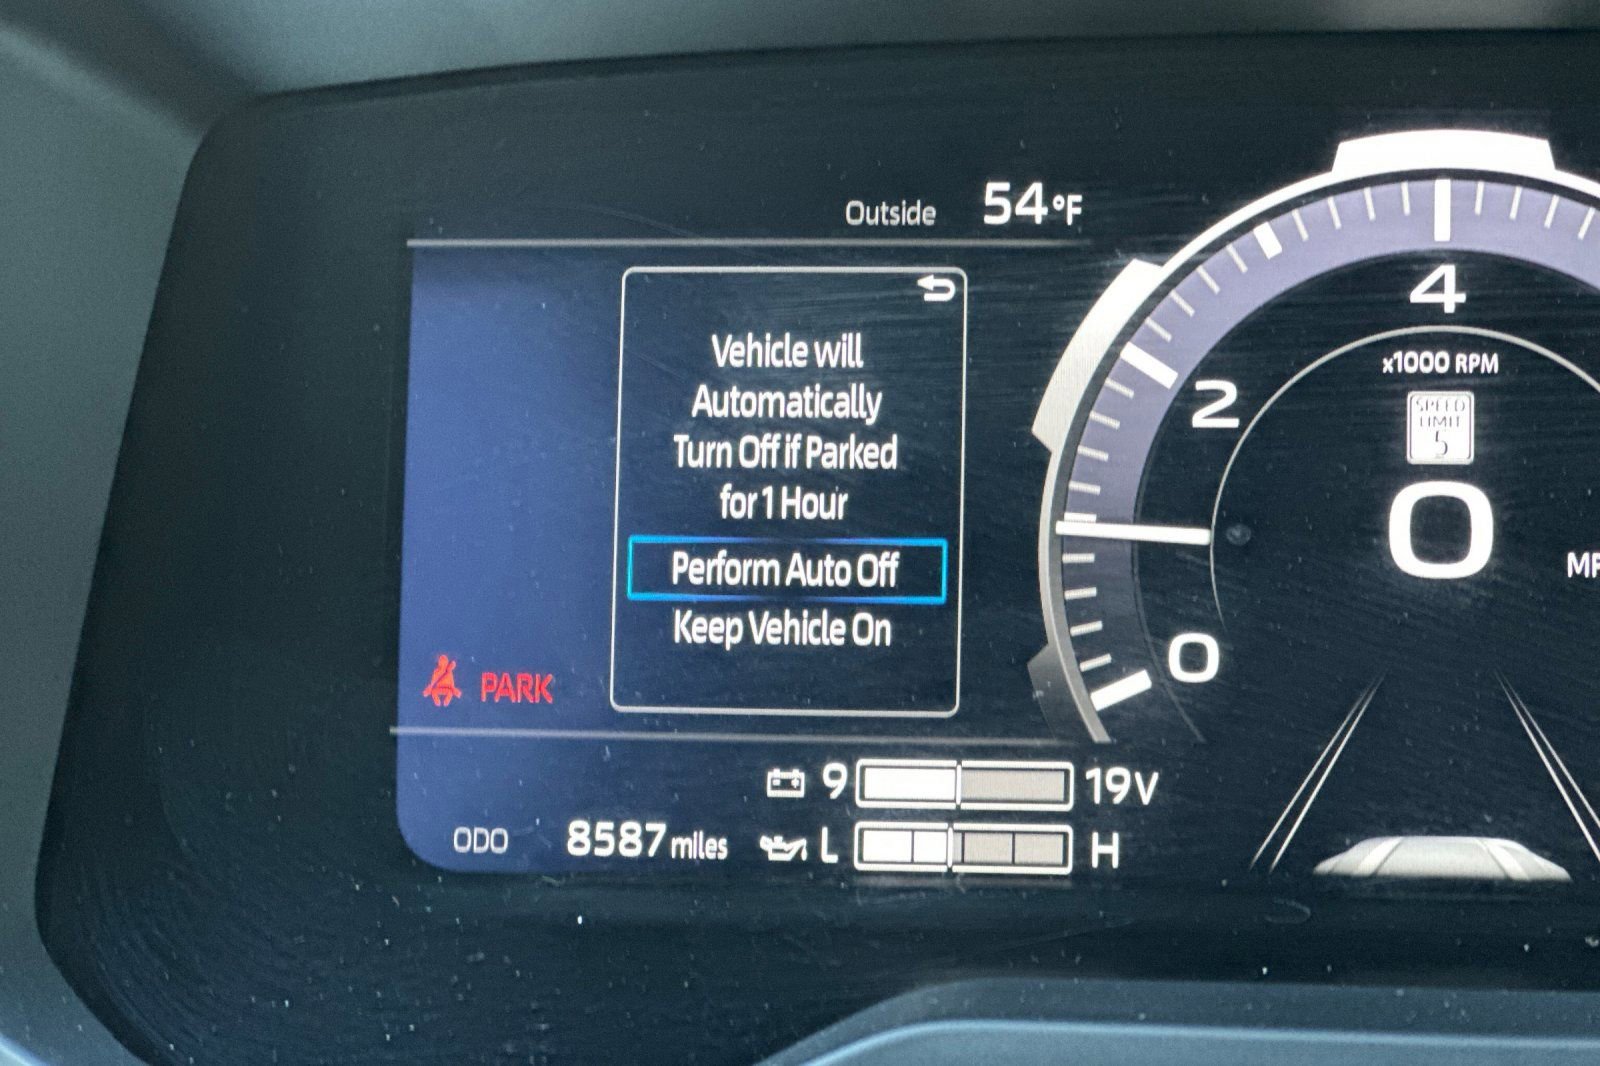 Outside 54°F
Vehicle will
Automatically
Turn Off if Parked
for 1 Hour
Perform Auto Off
Keep Vehicle On
PARK
9 19V
ODO 8587 miles L H
4
x1000 RPM
2
SPEED
LIMIT
5
0
0